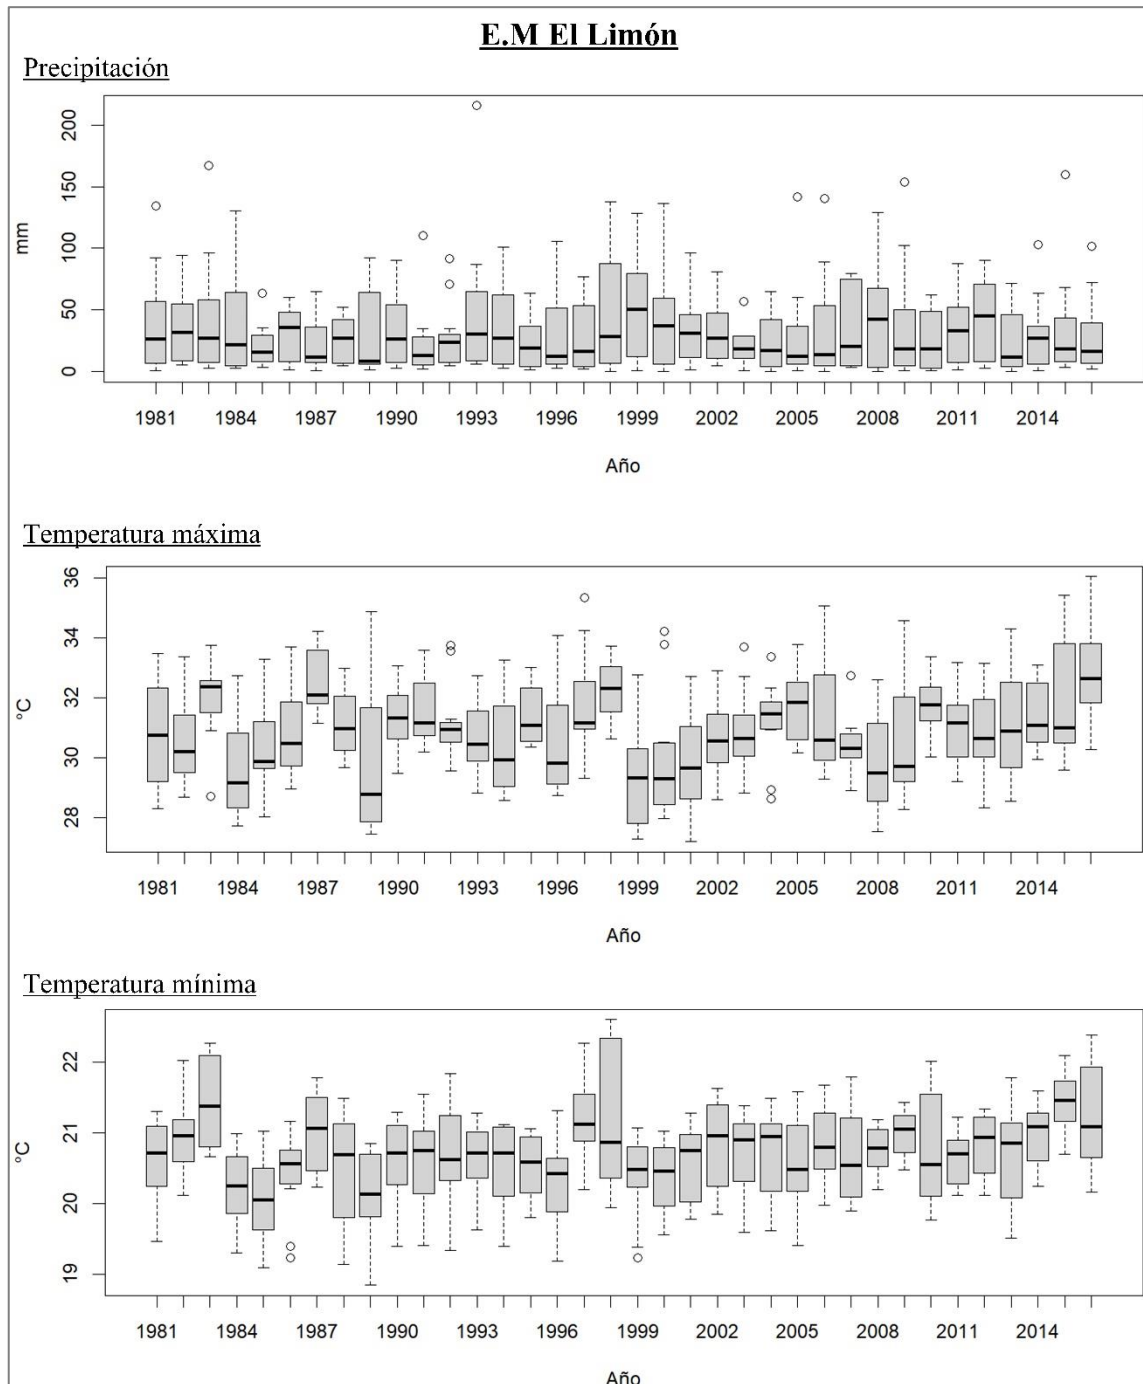 E.M El Limón
Precipitación
200
150
100
50
0
mm
1981 1984 1987 1990 1993 1996 1999 2002 2005 2008 2011 2014
Año
Temperatura máxima
36
34
32
30
28
°C
1981 1984 1987 1990 1993 1996 1999 2002 2005 2008 2011 2014
Año
Temperatura mínima
22
21
20
19
°C
1981 1984 1987 1990 1993 1996 1999 2002 2005 2008 2011 2014
Año